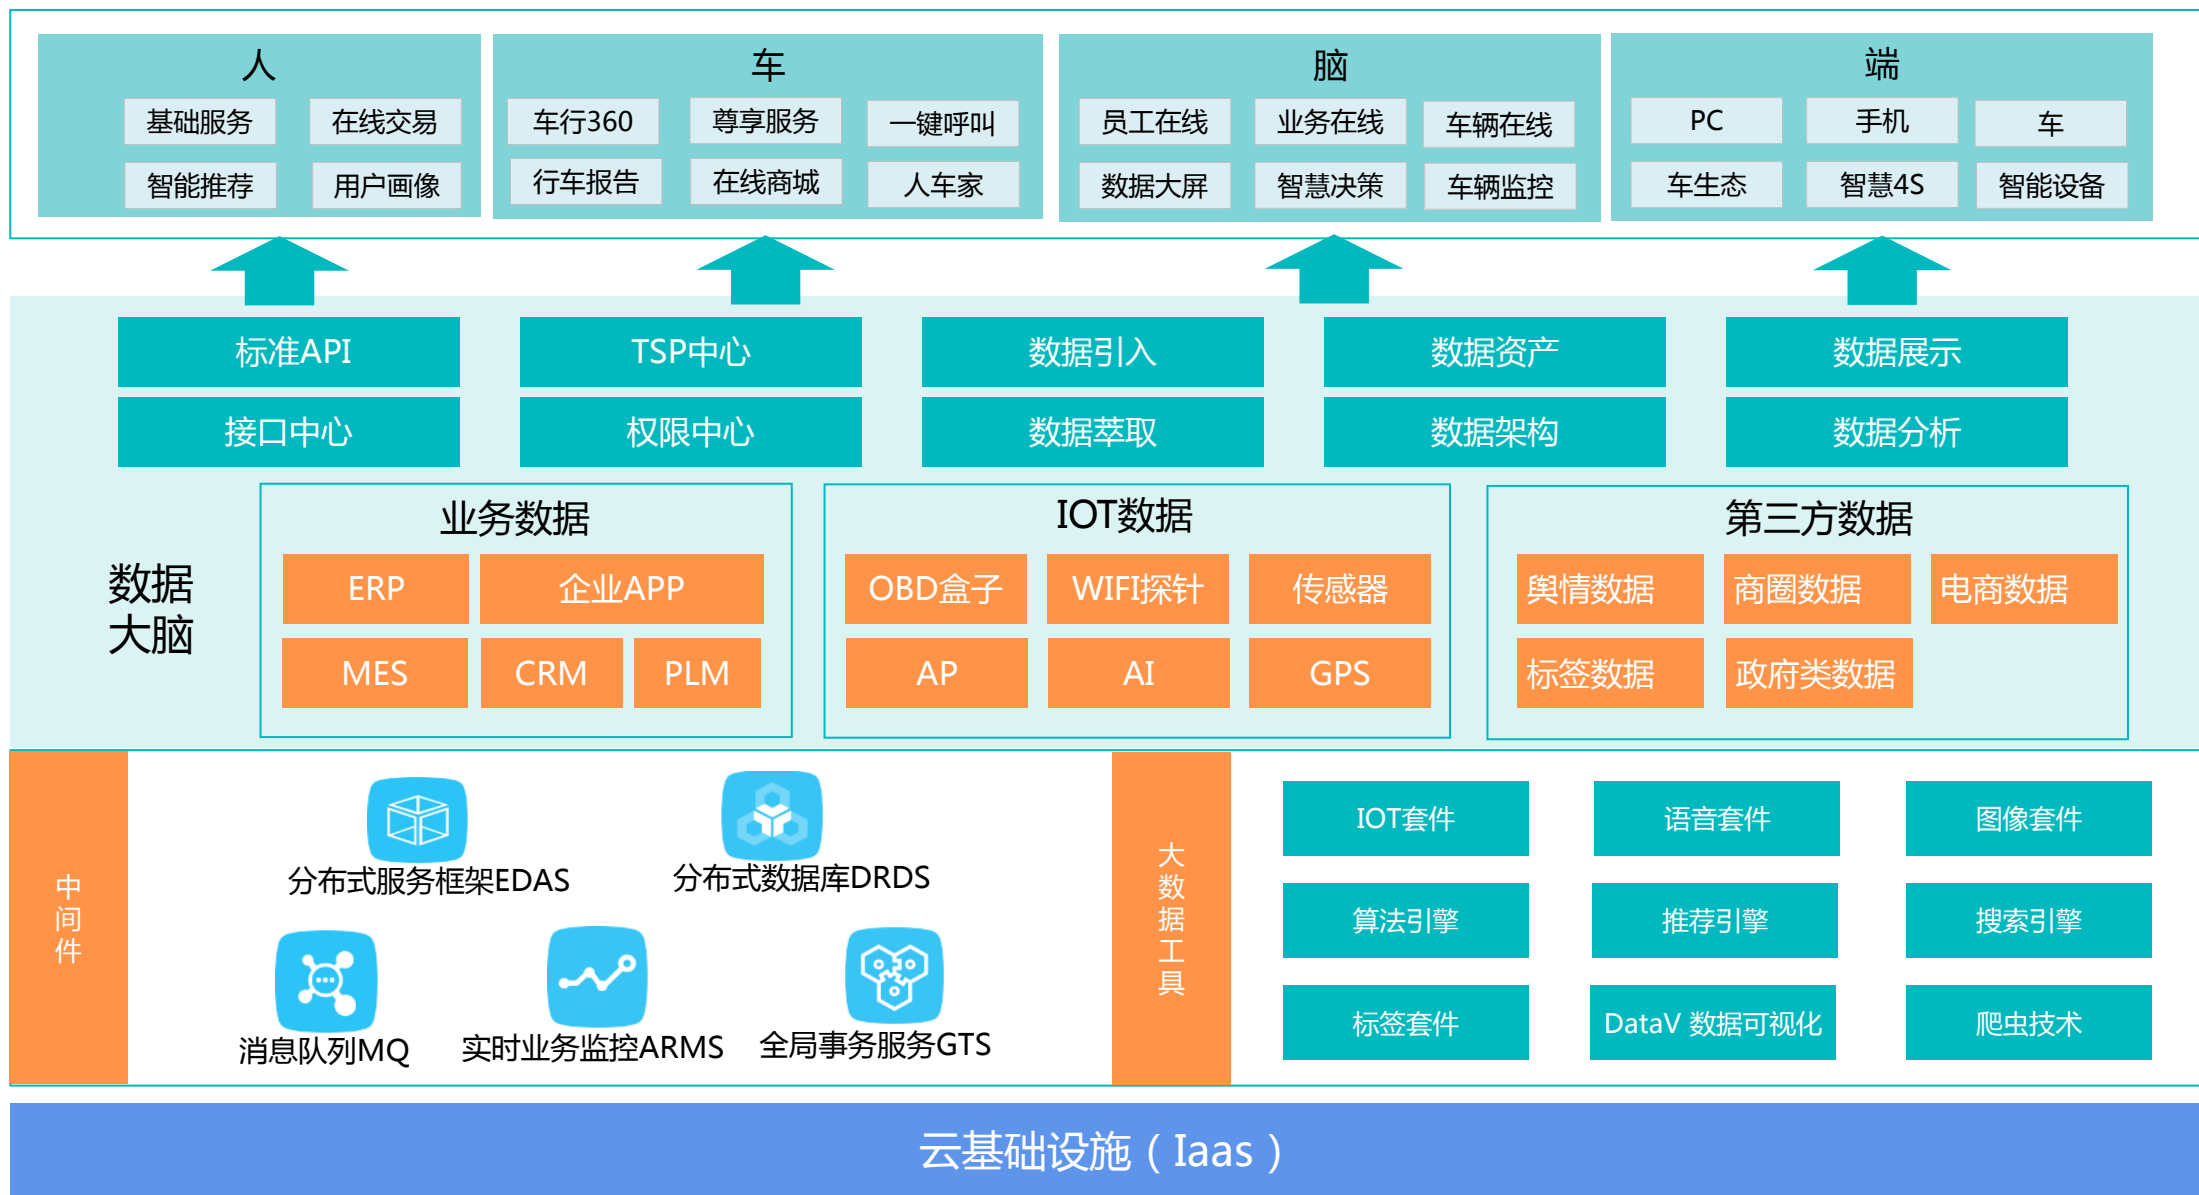 人
基础服务
在线交易
智能推荐
用户画像
车
车行360
尊享服务
一键呼叫
行车报告
在线商城
人车家
脑
员工在线
业务在线
车辆在线
数据大屏
智慧决策
车辆监控
端
PC
手机
车
车生态
智慧4S
智能设备
标准API
TSP中心
数据引入
数据资产
数据展示
接口中心
权限中心
数据萃取
数据架构
数据分析
数据
大脑
业务数据
ERP
企业APP
MES
CRM
PLM
IOT数据
OBD盒子
WIFI探针
传感器
AP
AI
GPS
第三方数据
舆情数据
商圈数据
电商数据
标签数据
政府类数据
中间件
分布式服务框架EDAS
分布式数据库DRDS
消息队列MQ
实时业务监控ARMS
全局事务服务GTS
大数据工具
IOT套件
语音套件
图像套件
算法引擎
推荐引擎
搜索引擎
标签套件
DataV 数据可视化
爬虫技术
云基础设施（Iaas）